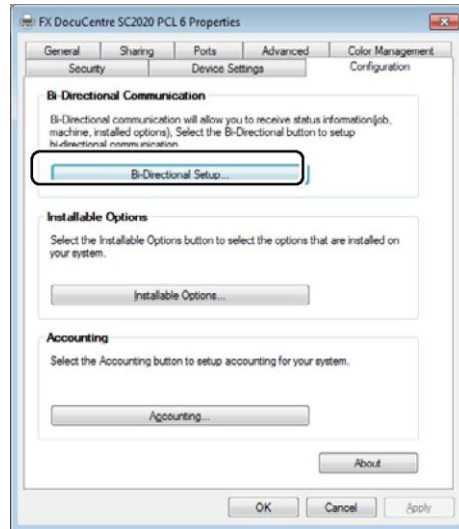 FX DocuCentre SC2020 PCL 6 Properties
General Sharing Ports Advanced Color Management
Security Device Settings Configuration
Bi-Directional Communication
Bi-Directional communication will allow you to receive status information(job,
machine, installed options), Select the Bi-Directional button to setup
bi-directional communication
Bi-Directional Setup...
Installable Options
Select the Installable Options button to select the options that are installed on
your system.
Installable Options...
Accounting
Select the Accounting button to setup accounting for your system.
Accounting...
About
OK Cancel Apply